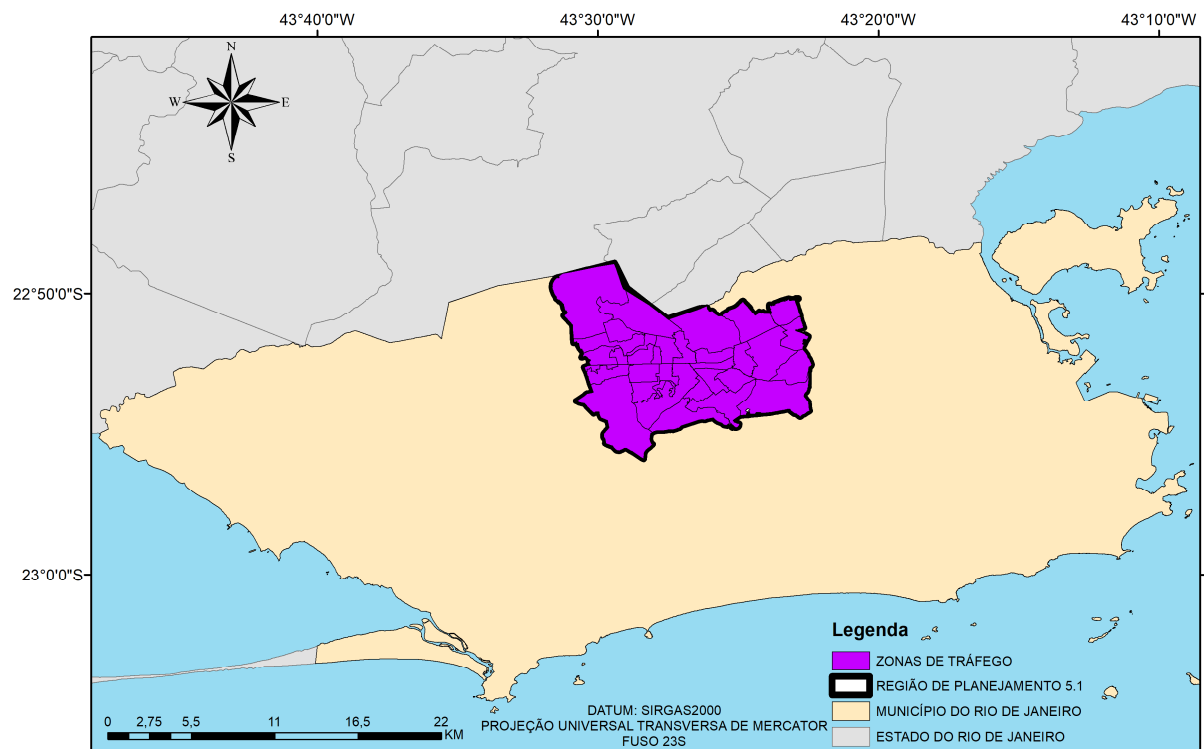 43°40'0"W 43°30'0"W 43°20'0"W 43°10'0"W
N
W E
S
22°50'0"S
23°0'0"S
Legenda
ZONAS DE TRÁFEGO
REGIÃO DE PLANEJAMENTO 5.1
MUNICÍPIO DO RIO DE JANEIRO
ESTADO DO RIO DE JANEIRO
0 2,75 5,5 11 16,5 22
KM
DATUM: SIRGAS2000
PROJEÇÃO UNIVERSAL TRANSVERSA DE MERCATOR
FUSO 23S